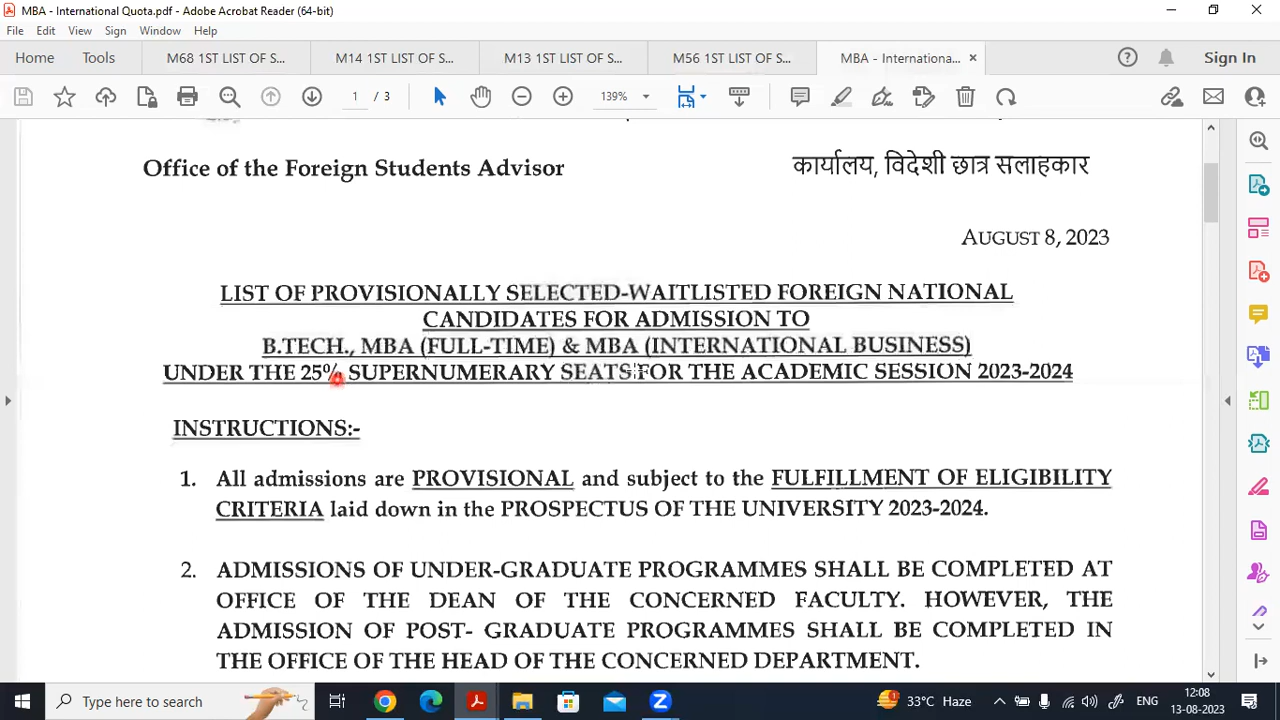 MBA - International Quota.pdf - Adobe Acrobat Reader (64-bit)
File Edit View Sign Window Help
Home Tools M68 1ST LIST OF S... M14 1ST LIST OF S... M13 1ST LIST OF S... M56 1ST LIST OF S... MBA - Internationa... × Sign In
1 / 3 139%
Office of the Foreign Students Advisor कार्यालय, विदेशी छात्र सलाहकार
AUGUST 8, 2023
LIST OF PROVISIONALLY SELECTED-WAITLISTED FOREIGN NATIONAL
CANDIDATES FOR ADMISSION TO
B.TECH., MBA (FULL-TIME) & MBA (INTERNATIONAL BUSINESS)
UNDER THE 25% SUPERNUMERARY SEATS FOR THE ACADEMIC SESSION 2023-2024
INSTRUCTIONS:-
1. All admissions are PROVISIONAL and subject to the FULFILLMENT OF ELIGIBILITY
CRITERIA laid down in the PROSPECTUS OF THE UNIVERSITY 2023-2024.
2. ADMISSIONS OF UNDER-GRADUATE PROGRAMMES SHALL BE COMPLETED AT
OFFICE OF THE DEAN OF THE CONCERNED FACULTY. HOWEVER, THE
ADMISSION OF POST- GRADUATE PROGRAMMES SHALL BE COMPLETED IN
THE OFFICE OF THE HEAD OF THE CONCERNED DEPARTMENT.
Type here to search 33°C Haze ENG 12:08
13-08-2023